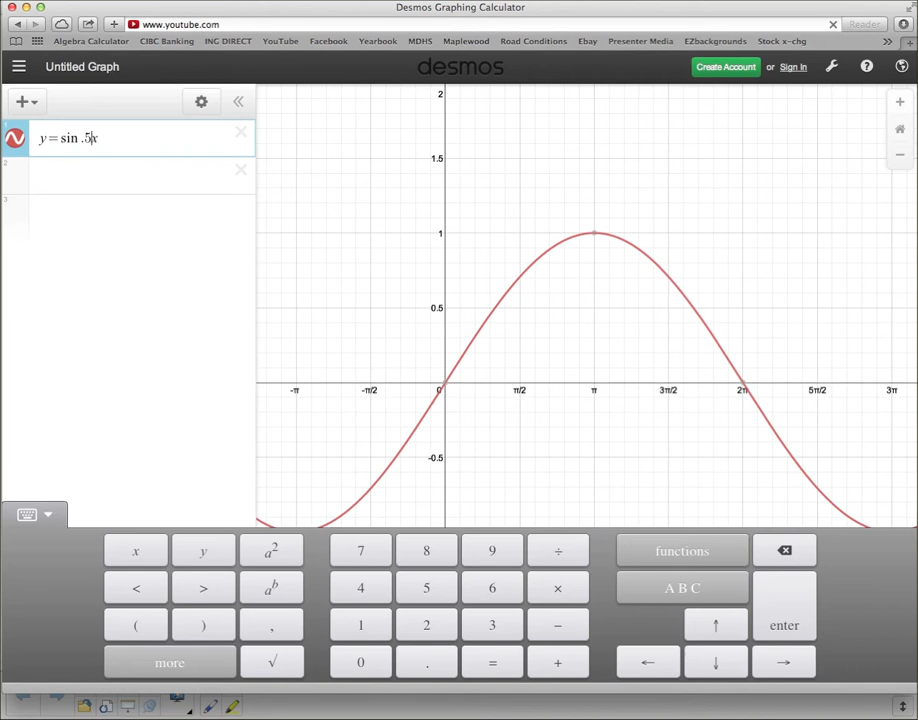 Desmos Graphing Calculator
www.youtube.com
Reader
Algebra Calculator CIBC Banking ING DIRECT YouTube Facebook Yearbook MDHS Maplewood Road Conditions Ebay Presenter Media EZbackgrounds Stock x-chg
Untitled Graph
desmos
Create Account or Sign In
1
y = sin .5x
2
3
2
1.5
1
0.5
-π -π/2 0 π/2 π 3π/2 2π 5π/2 3π
-0.5
x y a² 7 8 9 ÷ functions
< > aᵇ 4 5 6 × A B C
( ) , 1 2 3 − ↑ enter
more √ 0 . = + ← ↓ →